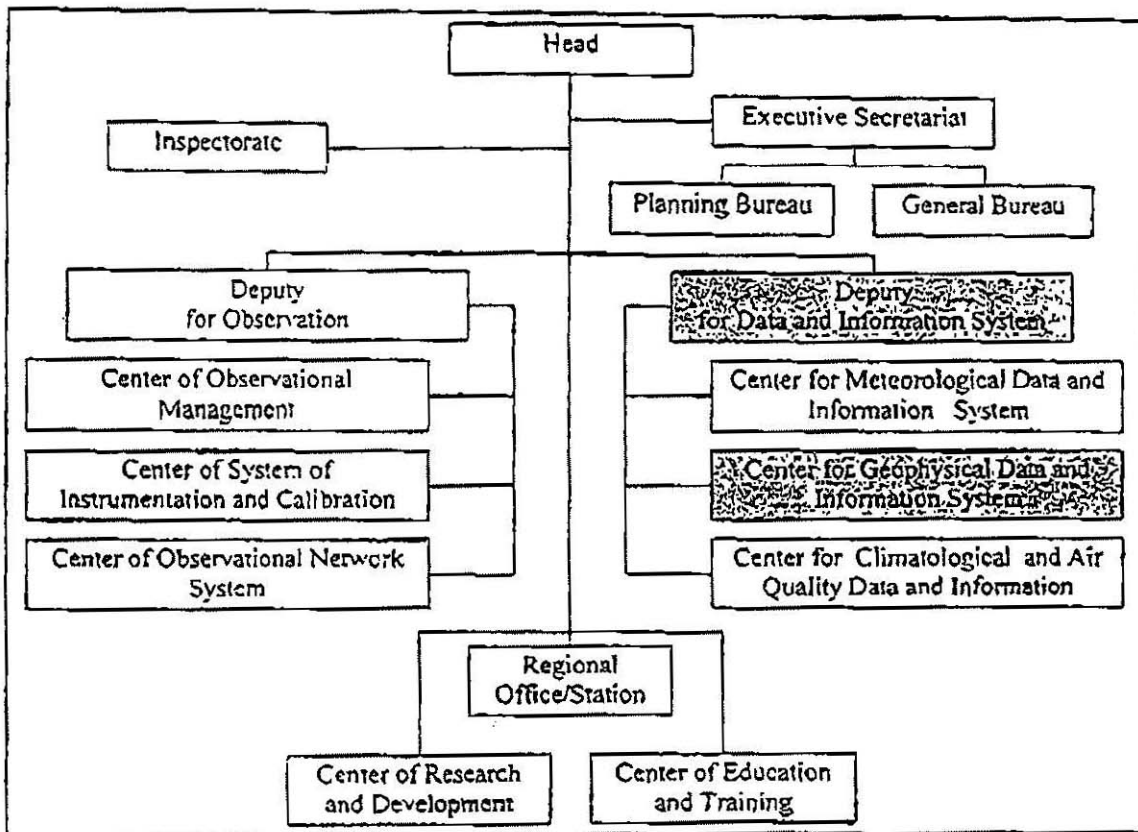 Head
Executive Secretariat
Inspectorate
Planning Bureau
General Bureau
Deputy
for Observation
Deputy
for Data and Information System
Center of Observational
Management
Center for Meteorological Data and
Information System
Center of System of
Instrumentation and Calibration
Center for Geophysical Data and
Information System
Center of Observational Network
System
Center for Climatological and Air
Quality Data and Information
Regional
Office/Station
Center of Research
and Development
Center of Education
and Training